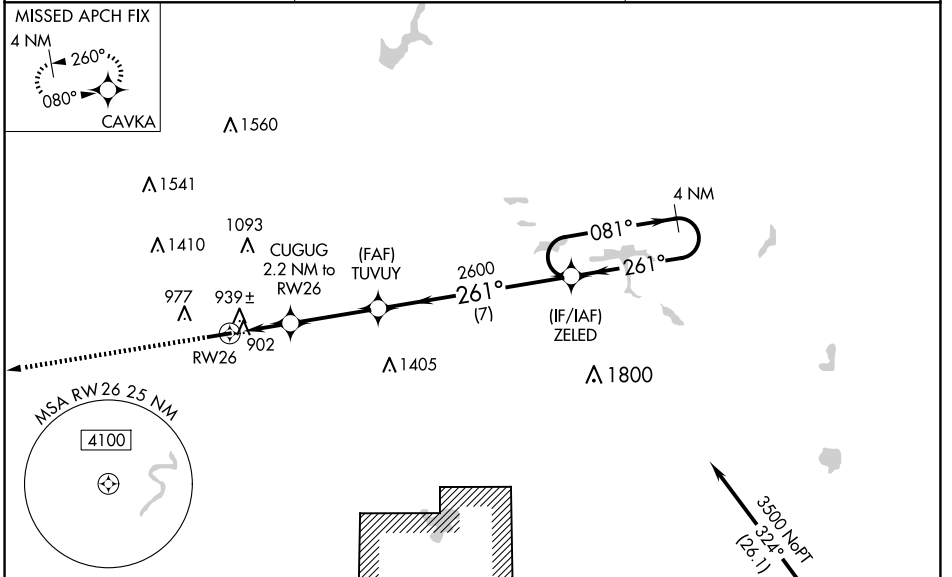 MISSED APCH FIX
4 NM
260°
080°
CAVKA
1560
1541
4 NM
081°
1093
1410
CUGUG
2.2 NM to
RW26
(FAF)
TUVUY
2600
261°
(7)
261°
977
939±
(IF/IAF)
ZELED
902
RW26
1405
1800
MSA RW26 25 NM
4100
3500 NoPT
324°
(26.1)